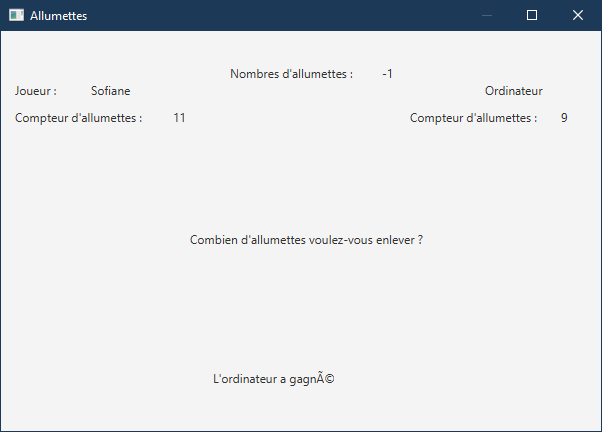 Allumettes
Nombres d'allumettes : -1
Joueur : Sofiane Ordinateur
Compteur d'allumettes : 11 Compteur d'allumettes : 9
Combien d'allumettes voulez-vous enlever ?
L'ordinateur a gagnÃ©